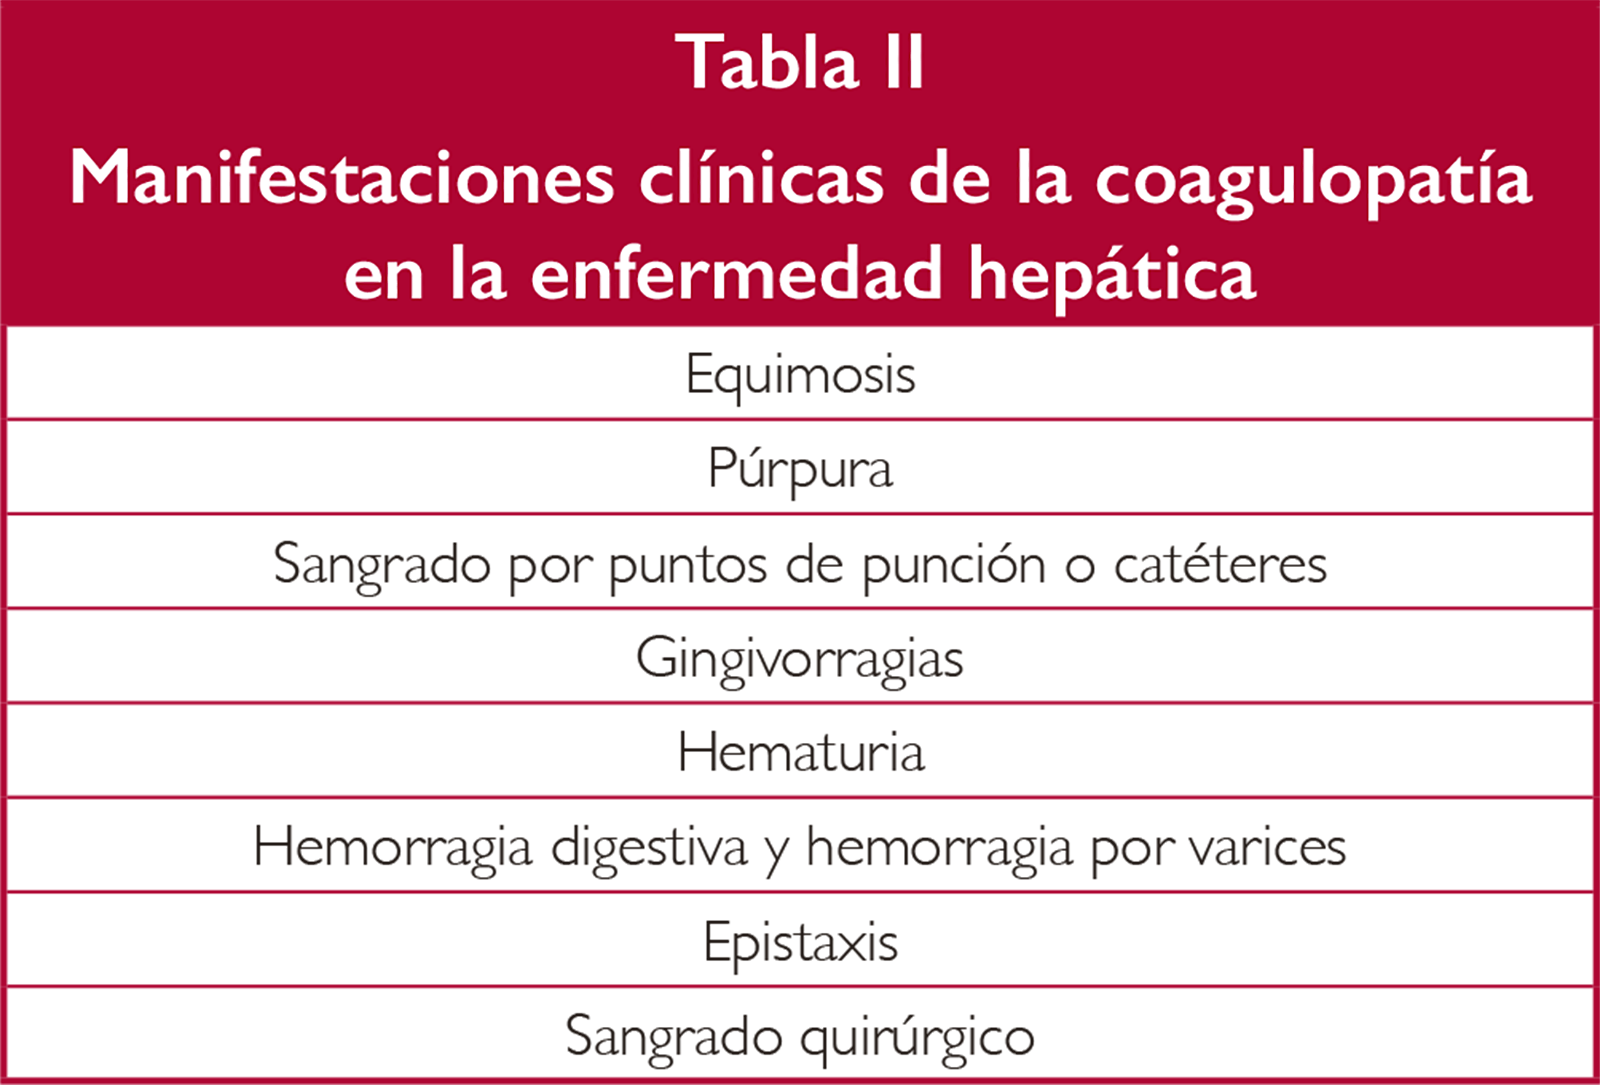 Tabla II
Manifestaciones clínicas de la coagulopatía
en la enfermedad hepática
Equimosis
Púrpura
Sangrado por puntos de punción o catéteres
Gingivorragias
Hematuria
Hemorragia digestiva y hemorragia por varices
Epistaxis
Sangrado quirúrgico